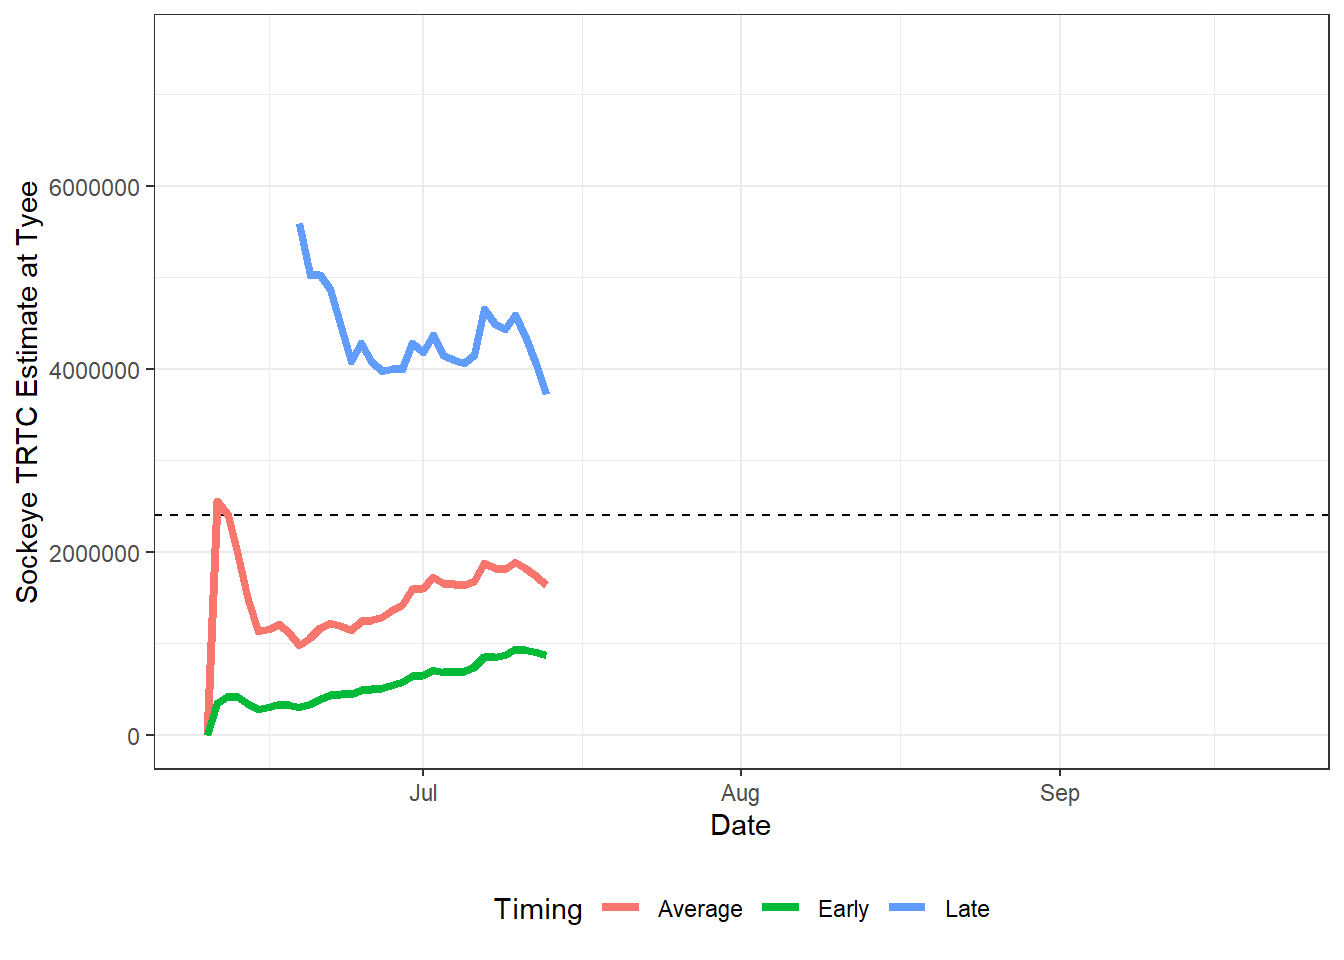 Sockeye TRTC Estimate at Tyee
6000000
4000000
2000000
0
Jul Aug Sep
Date
Timing Average Early Late